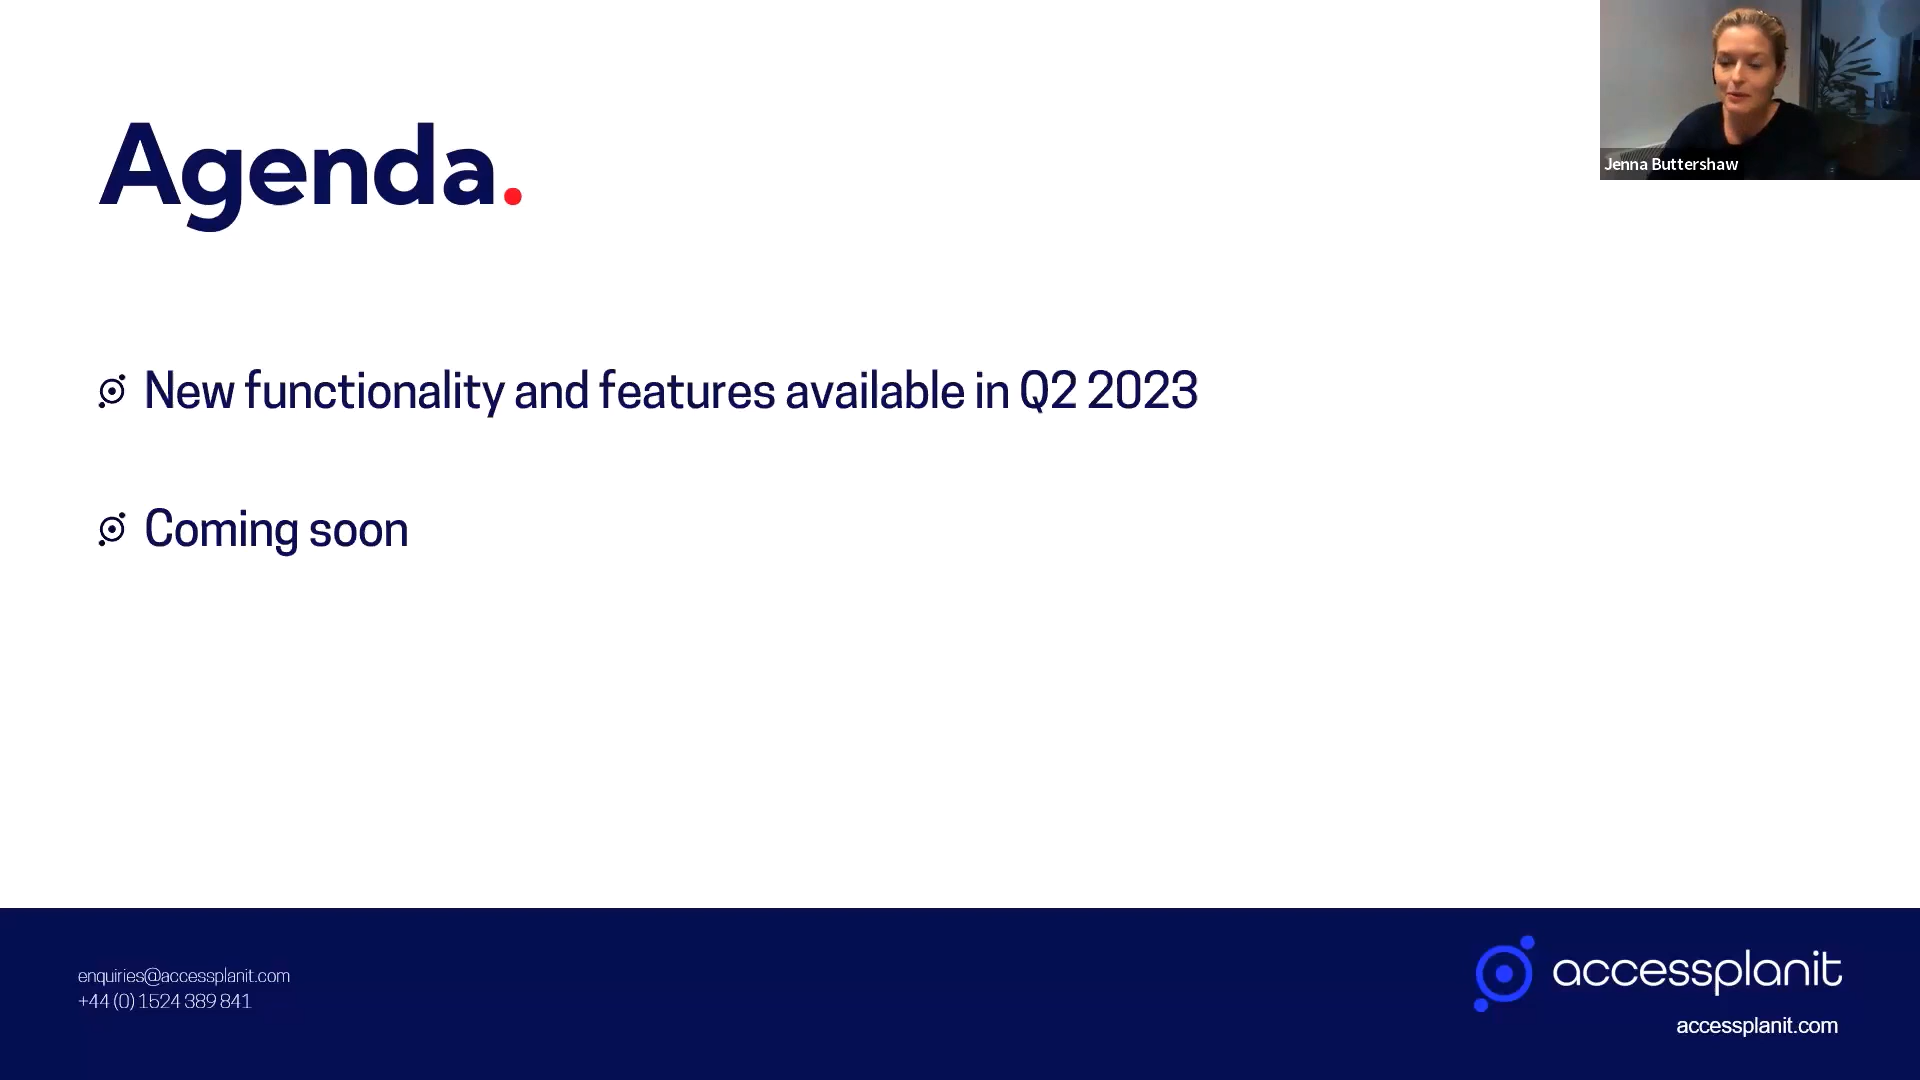 Agenda.
Jenna Buttershaw
New functionality and features available in Q2 2023
Coming soon
enquiries@accessplanit.com
+44 (0) 1524 389 841
accessplanit
accessplanit.com